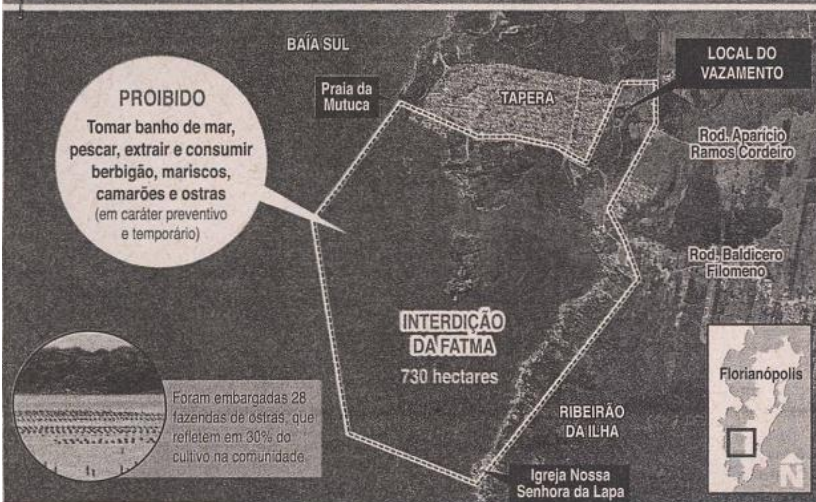 BAÍA SUL
LOCAL DO
VAZAMENTO
PROIBIDO
Tomar banho de mar,
pescar, extrair e consumir
berbigão, mariscos,
camarões e ostras
(em caráter preventivo
e temporário)
Praia da
Mutuca
TAPERA
Rod. Aparício
Ramos Cordeiro
Rod. Baldicero
Filomeno
INTERDIÇÃO
DA FATMA
730 hectares
Foram embargadas 28
fazendas de ostras, que
refletem em 30% do
cultivo na comunidade.
RIBEIRÃO
DA ILHA
Igreja Nossa
Senhora da Lapa
Florianópolis
N